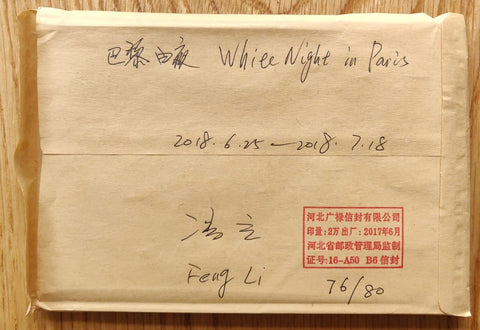 巴黎白夜 White Night in Paris
2018.6.25—2018.7.18
冯立
Feng Li
河北广禄信封有限公司
印量:2万 出厂:2017年6月
河北省邮政管理局监制
证号:16-A50 B6信封
76/80